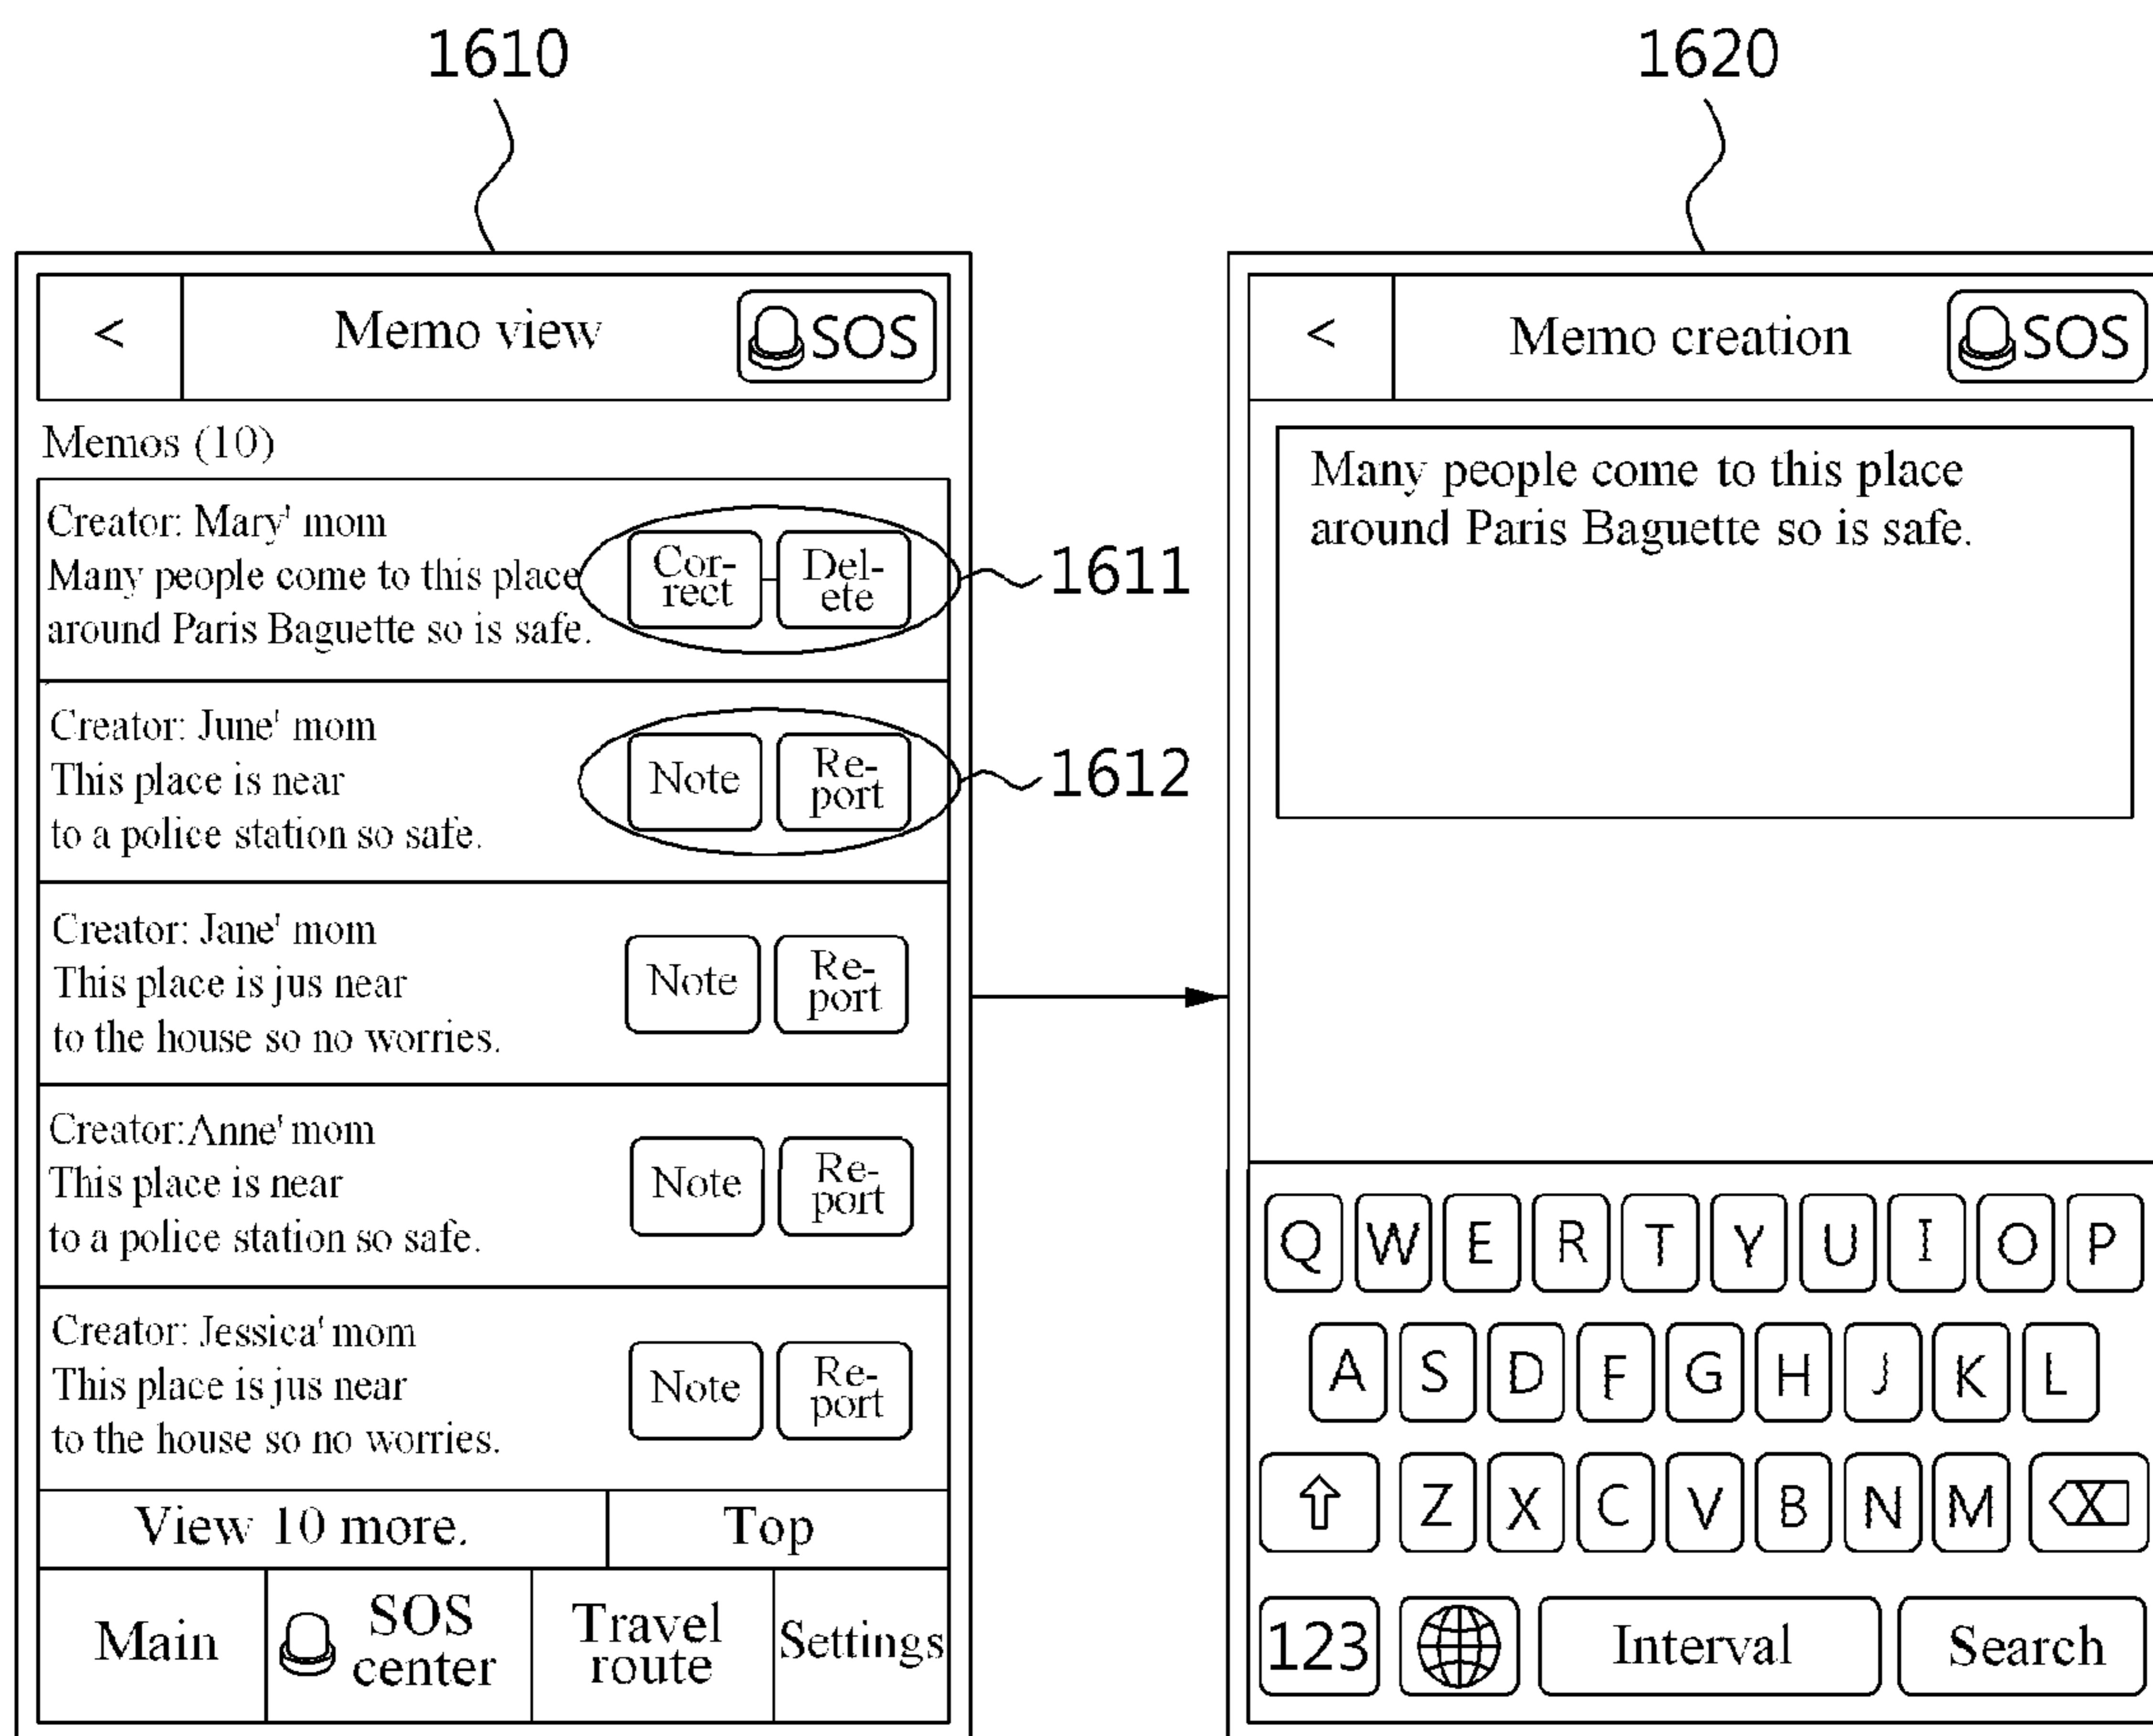 1610
1620
< Memo view SOS
Memos (10)
Creator: Mary' mom
Many people come to this place
around Paris Baguette so is safe.
Cor-
rect
Del-
ete
1611
Creator: June' mom
This place is near
to a police station so safe.
Note
Re-
port
1612
Creator: Jane' mom
This place is jus near
to the house so no worries.
Note
Re-
port
Creator:Anne' mom
This place is near
to a police station so safe.
Note
Re-
port
Creator: Jessica' mom
This place is jus near
to the house so no worries.
Note
Re-
port
View 10 more.
Top
Main
SOS
center
Travel
route
Settings
< Memo creation SOS
Many people come to this place
around Paris Baguette so is safe.
Q W E R T Y U I O P
A S D F G H J K L
Z X C V B N M X
123 Interval Search